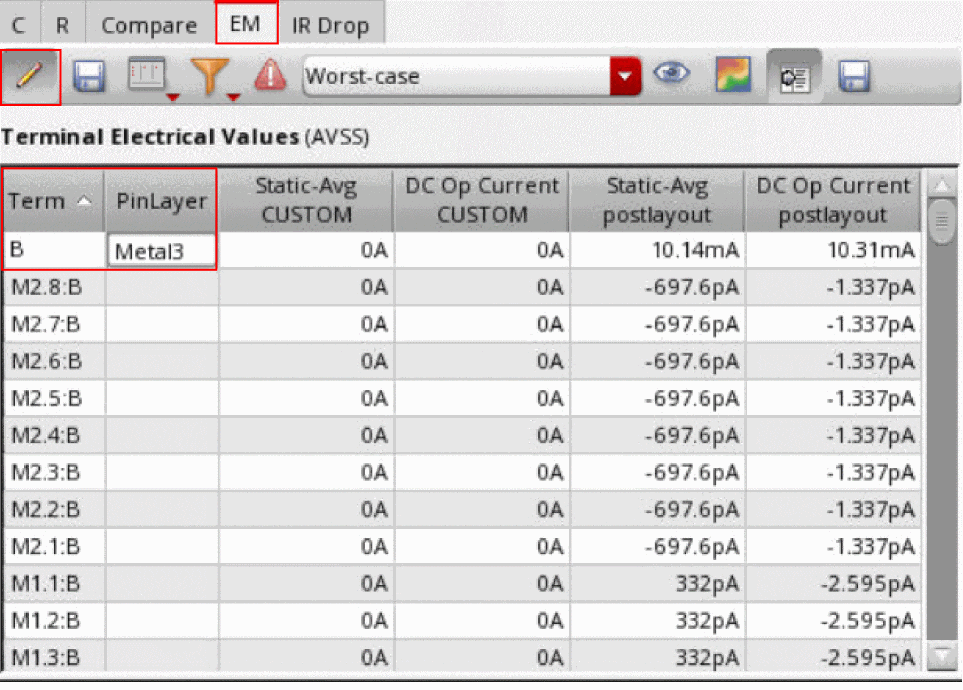 C R Compare EM IR Drop
Worst-case
Terminal Electrical Values (AVSS)
Term PinLayer Static-Avg CUSTOM DC Op Current CUSTOM Static-Avg postlayout DC Op Current postlayout
B Metal3 0A 0A 10.14mA 10.31mA
M2.8:B 0A 0A -697.6pA -1.337pA
M2.7:B 0A 0A -697.6pA -1.337pA
M2.6:B 0A 0A -697.6pA -1.337pA
M2.5:B 0A 0A -697.6pA -1.337pA
M2.4:B 0A 0A -697.6pA -1.337pA
M2.3:B 0A 0A -697.6pA -1.337pA
M2.2:B 0A 0A -697.6pA -1.337pA
M2.1:B 0A 0A -697.6pA -1.337pA
M1.1:B 0A 0A 332pA -2.595pA
M1.2:B 0A 0A 332pA -2.595pA
M1.3:B 0A 0A 332pA -2.595pA